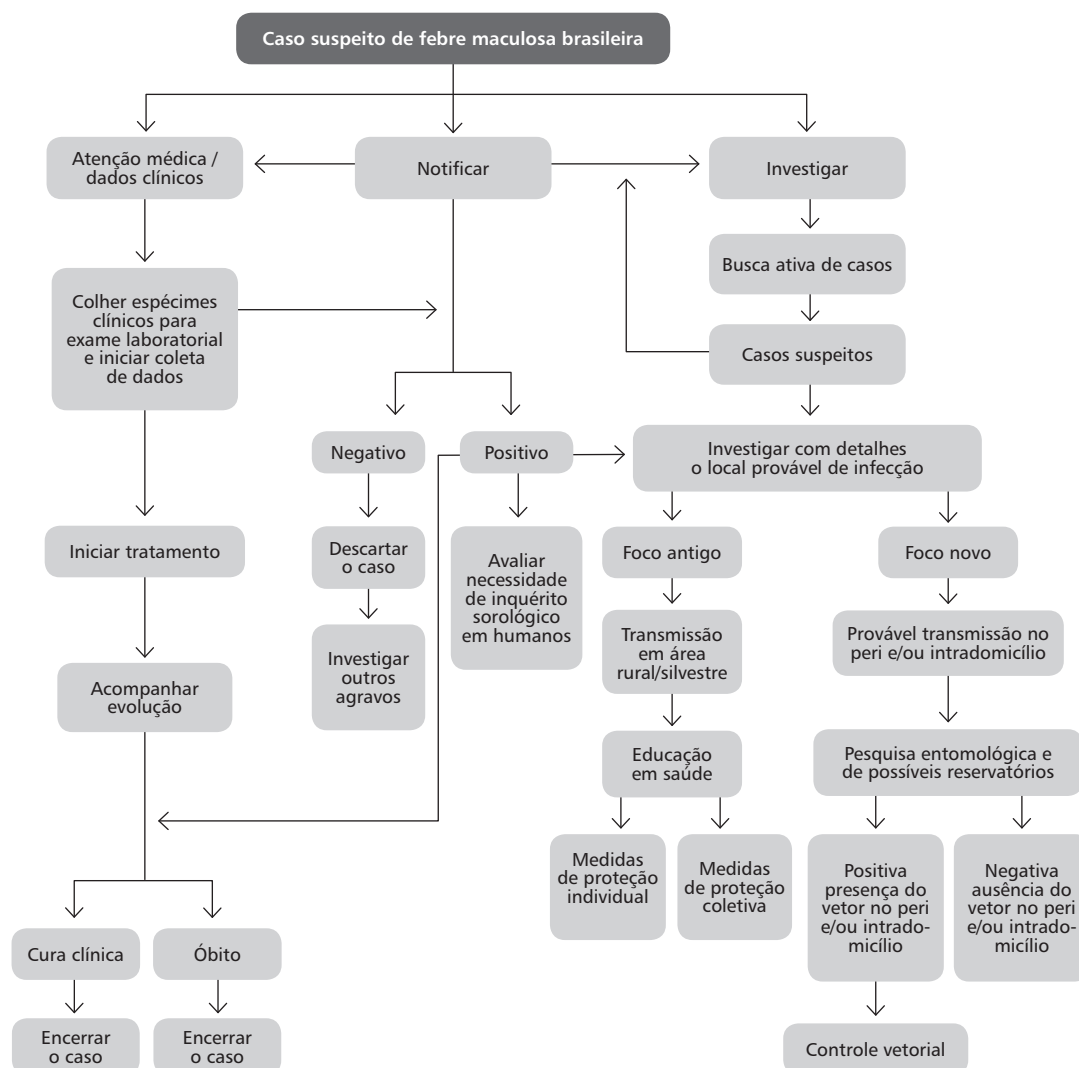 Caso suspeito de febre maculosa brasileira
Atenção médica /
dados clínicos
Notificar
Investigar
Busca ativa de casos
Colher espécimes
clínicos para
exame laboratorial
e iniciar coleta
de dados
Casos suspeitos
Negativo
Positivo
Investigar com detalhes
o local provável de infecção
Iniciar tratamento
Descartar
o caso
Avaliar
necessidade
de inquérito
sorológico
em humanos
Foco antigo
Foco novo
Investigar
outros
agravos
Transmissão
em área
rural/silvestre
Provável transmissão no
peri e/ou intradomicílio
Acompanhar
evolução
Educação
em saúde
Pesquisa entomológica e
de possíveis reservatórios
Medidas
de proteção
individual
Medidas
de proteção
coletiva
Positiva
presença do
vetor no peri
e/ou intrado-
micílio
Negativa
ausência do
vetor no peri
e/ou intrado-
micílio
Cura clínica
Óbito
Encerrar
o caso
Encerrar
o caso
Controle vetorial